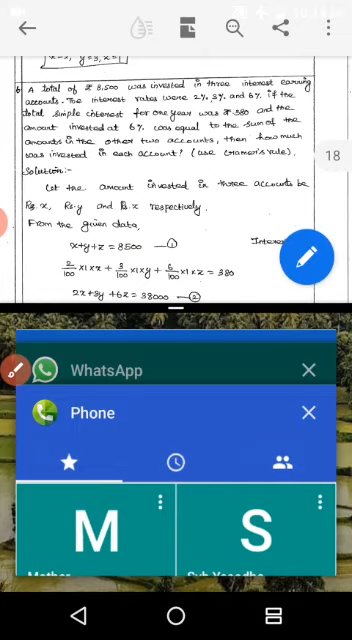 x=2, y=3, x=1
6 A total of ₹ 8,500 was invested in three interest earning
accounts. The interest rates were 2%, 3% and 6% if the
total simple interest for one year was ₹380 and the
amount invested at 6% was equal to the sum of the
amounts in the other two accounts, then how much
was invested in each account? (use cramer's rule).
18
Solution:-
Let the amount invested in three accounts be
Rs. x, Rs. y and Rs. z respectively.
From the given data,
x+y+z = 8500 —①
Inter
2/100 ×1×x + 3/100 ×1×y + 6/100 ×1×z = 380
2x+3y+6z = 38000 —②
WhatsApp
Phone
M
S
Mother